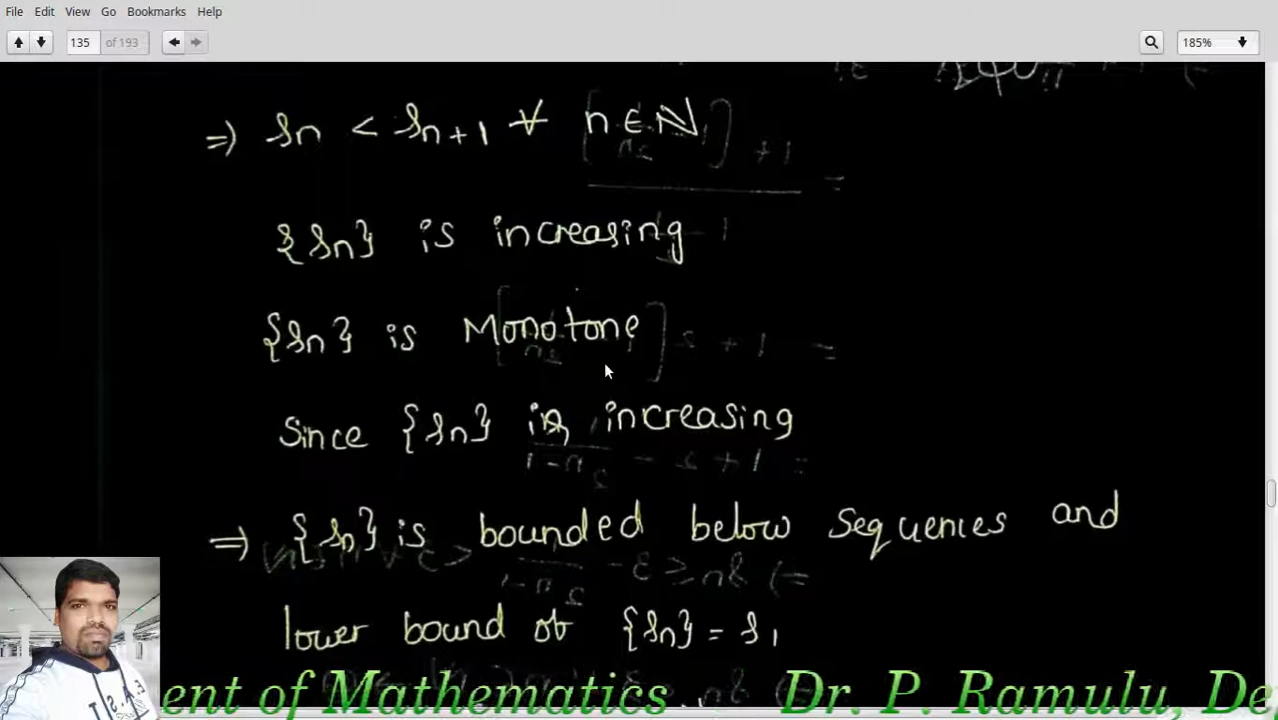 File Edit View Go Bookmarks Help
135 of 193 185%
⇒ Sn < Sn+1 ∀ n ∈ N
{Sn} is increasing
{Sn} is Monotone
Since {Sn} is increasing
⇒ {Sn} is bounded below sequences and
lower bound of {Sn} = S1
ent of Mathematics Dr. P. Ramulu, De